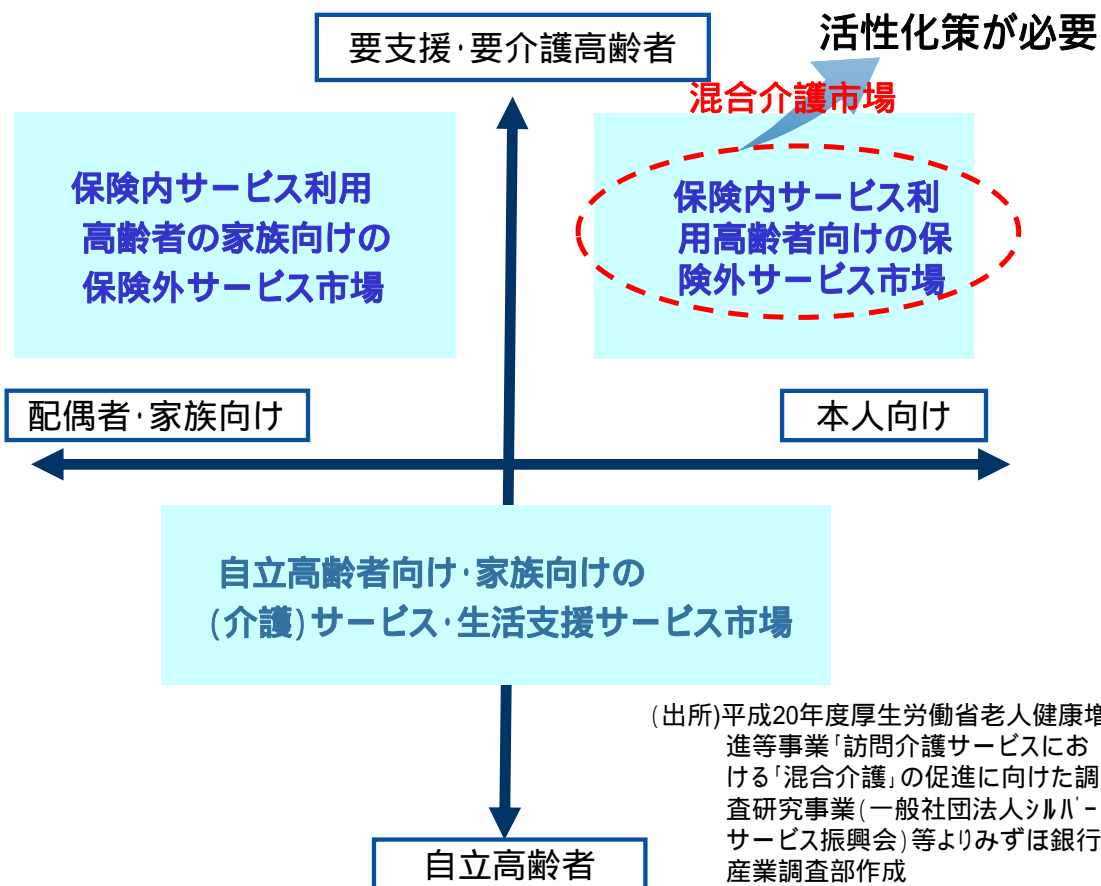 要支援・要介護高齢者
活性化策が必要
混合介護市場
保険内サービス利用
高齢者の家族向けの
保険外サービス市場
保険内サービス利
用高齢者向けの保
険外サービス市場
配偶者・家族向け
本人向け
自立高齢者向け・家族向けの
(介護)サービス・生活支援サービス市場
(出所)平成20年度厚生労働省老人健康増
進等事業「訪問介護サービスにお
ける「混合介護」の促進に向けた調
査研究事業(一般社団法人ｼﾙﾊﾞｰ
サービス振興会)等よりみずほ銀行
産業調査部作成
自立高齢者